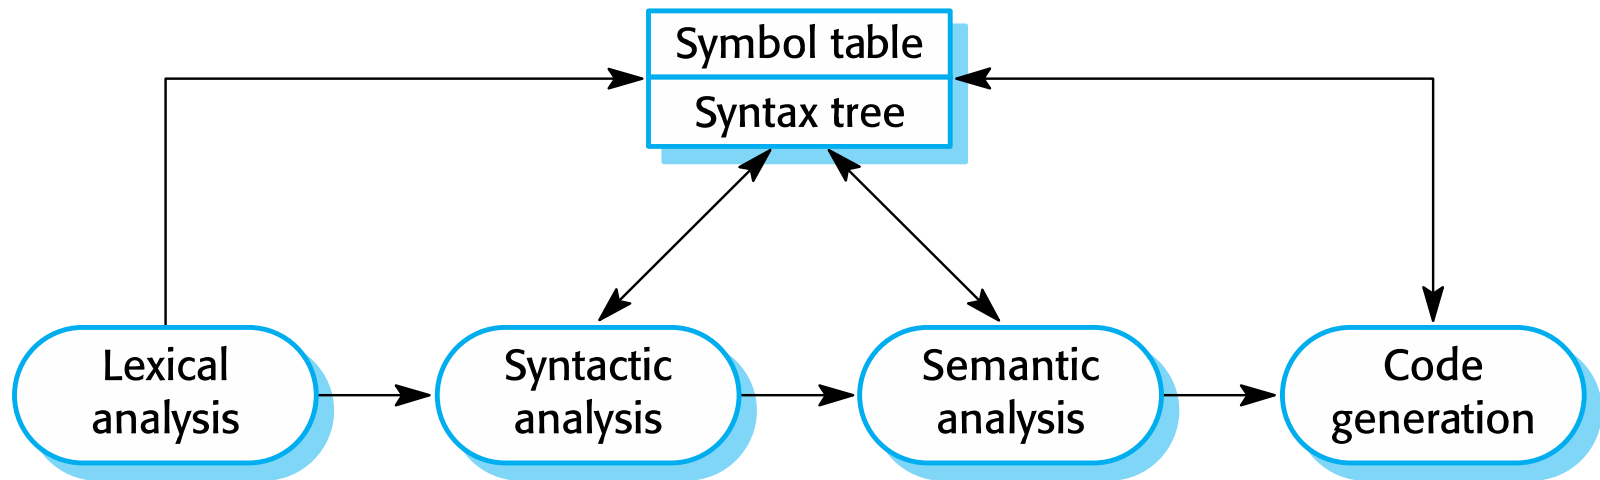 Symbol table
Syntax tree
Lexical
analysis
Syntactic
analysis
Semantic
analysis
Code
generation